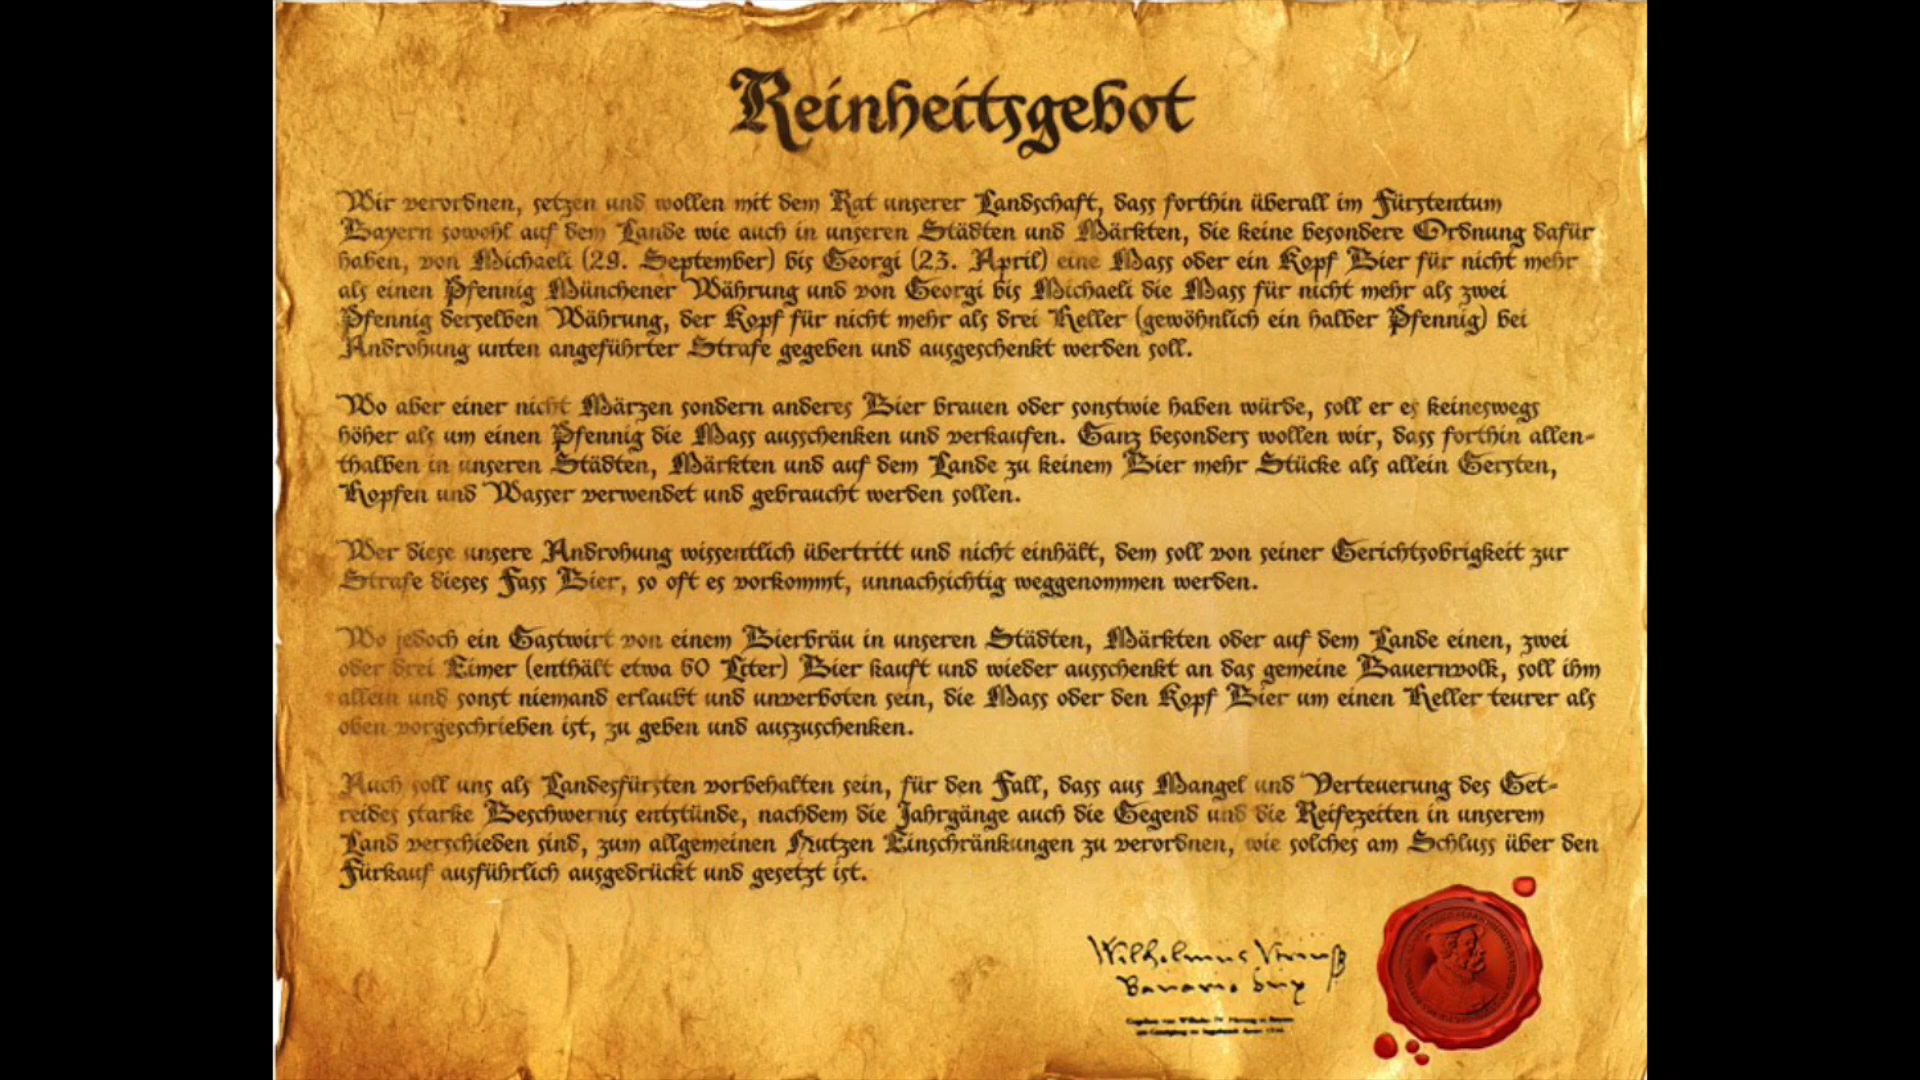 Reinheitsgebot
Wir verordnen, setzen und wollen mit dem Rat unserer Landschaft, dass forthin überall im Fürstentum
Bayern sowohl auf dem Lande wie auch in unseren Städten und Märkten, die keine besondere Ordnung dafür
haben, von Michaeli (29. September) bis Georgi (23. April) eine Mass oder ein Kopf Bier für nicht mehr
als einen Pfennig Münchener Währung und von Georgi bis Michaeli die Mass für nicht mehr als zwei
Pfennig derselben Währung, der Kopf für nicht mehr als drei Heller (gewöhnlich ein halber Pfennig) bei
Androhung unten angeführter Strafe gegeben und ausgeschenkt werden soll.
Wo aber einer nicht Märzen sondern anderes Bier brauen oder sonstwie haben würde, soll er es keineswegs
höher als um einen Pfennig die Mass ausschenken und verkaufen. Ganz besonders wollen wir, dass forthin allen-
thalben in unseren Städten, Märkten und auf dem Lande zu keinem Bier mehr Stücke als allein Gersten,
Hopfen und Wasser verwendet und gebraucht werden sollen.
Wer diese unsere Androhung wissentlich übertritt und nicht einhält, dem soll von seiner Gerichtsobrigkeit zur
Strafe dieses Fass Bier, so oft es vorkommt, unnachsichtig weggenommen werden.
Wo jedoch ein Gastwirt von einem Bierbräu in unseren Städten, Märkten oder auf dem Lande einen, zwei
oder drei Eimer (enthält etwa 60 Liter) Bier kauft und wieder ausschenkt an das gemeine Bauernvolk, soll ihm
allein und sonst niemand erlaubt und unverboten sein, die Mass oder den Kopf Bier um einen Heller teurer als
oben vorgeschrieben ist, zu geben und auszuschenken.
Auch soll uns als Landesfürsten vorbehalten sein, für den Fall, dass aus Mangel und Verteuerung des Get-
reides starke Beschwernis entstünde, nachdem die Jahrgänge auch die Gegend und die Reifezeiten in unserem
Land verschieden sind, zum allgemeinen Nutzen Einschränkungen zu verordnen, wie solches am Schluss über den
Fürkauf ausführlich ausgedrückt und gesetzt ist.
Wilhelmus
dux